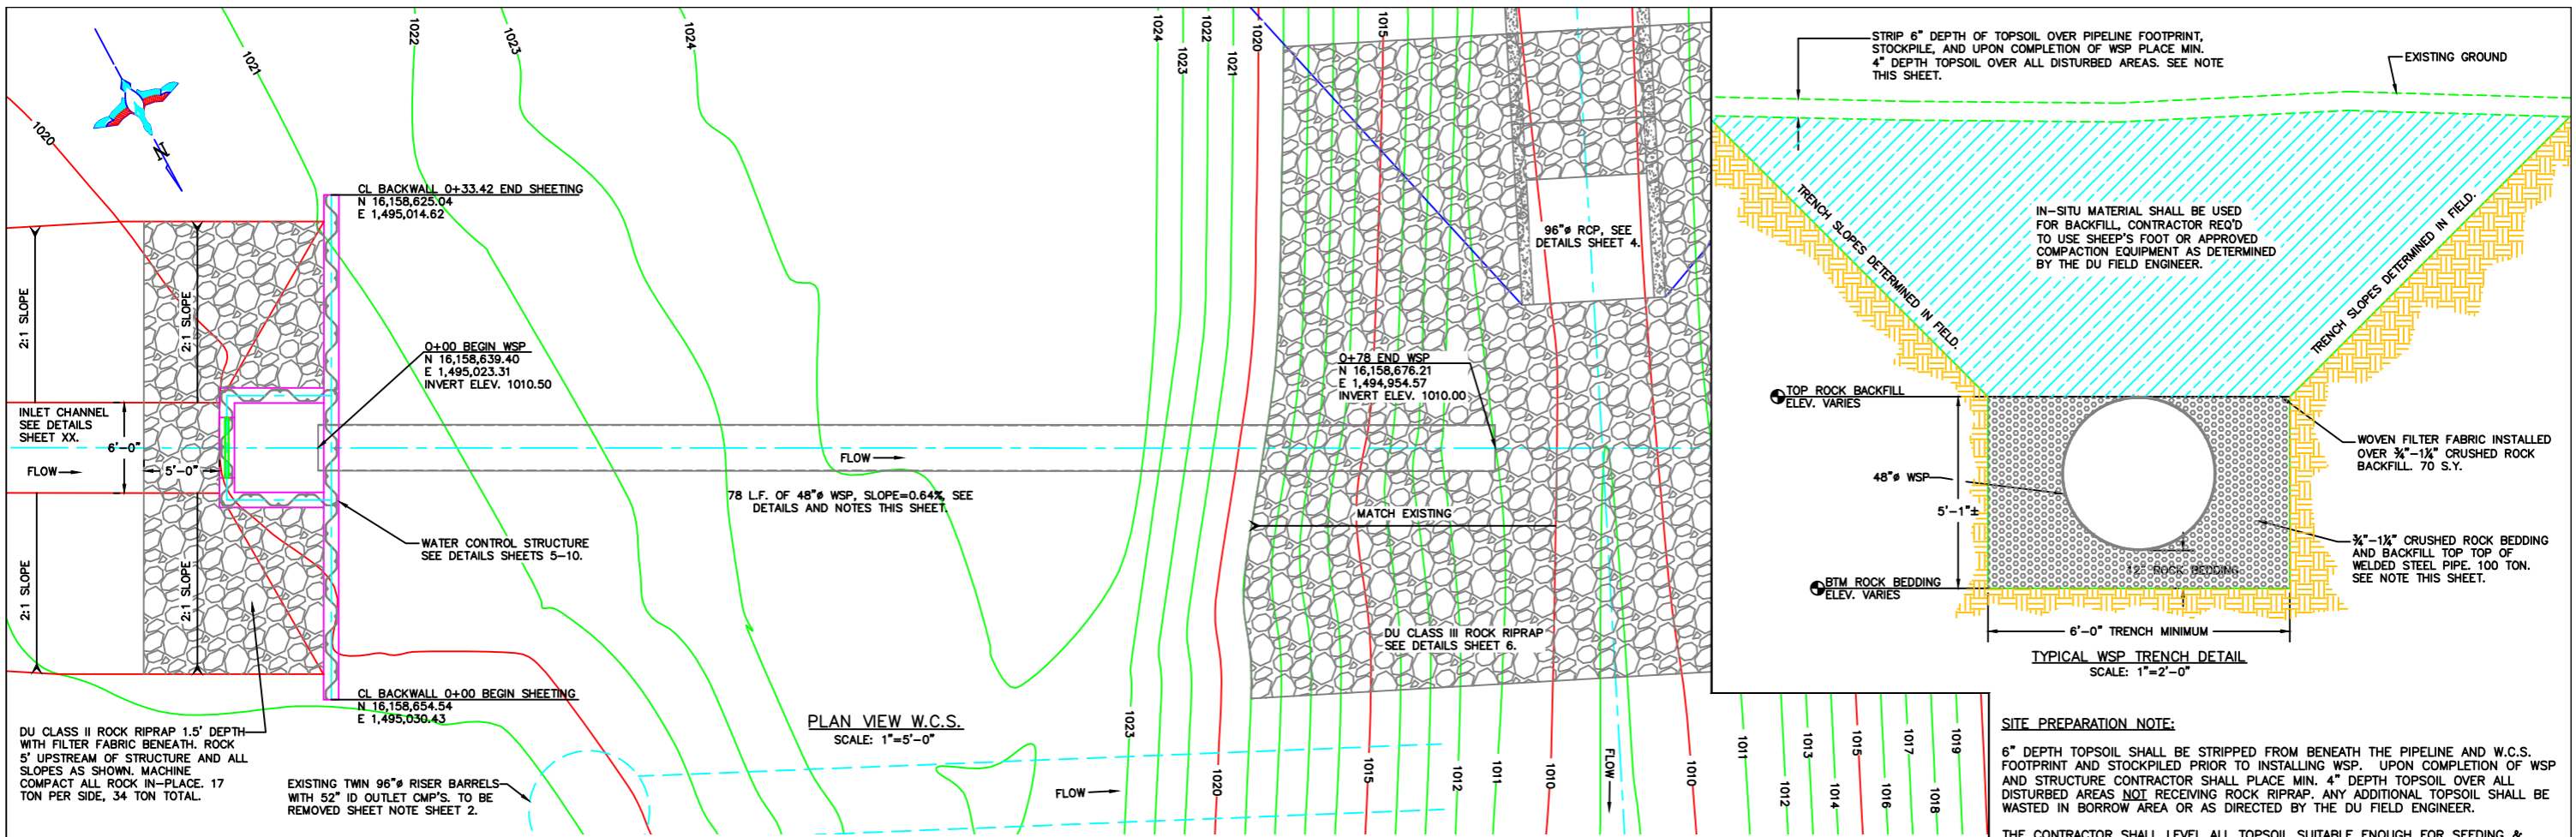 1020
1021
1022
1023
1024
1024
1023
1022
1021
1020
1015
N
CL BACKWALL 0+33.42 END SHEETING
N 16,158,625.04
E 1,495,014.62
2:1 SLOPE
2:1 SLOPE
0+00 BEGIN WSP
N 16,158,639.40
E 1,495,023.31
INVERT ELEV. 1010.50
96"ø RCP, SEE
DETAILS SHEET 4.
0+78 END WSP
N 16,158,676.21
E 1,494,954.57
INVERT ELEV. 1010.00
INLET CHANNEL
SEE DETAILS
SHEET XX.
6'-0"
FLOW
5'-0"
FLOW
78 L.F. OF 48"ø WSP, SLOPE=0.64%, SEE
DETAILS AND NOTES THIS SHEET.
MATCH EXISTING
WATER CONTROL STRUCTURE
SEE DETAILS SHEETS 5-10.
2:1 SLOPE
2:1 SLOPE
DU CLASS III ROCK RIPRAP
SEE DETAILS SHEET 6.
CL BACKWALL 0+00 BEGIN SHEETING
N 16,158,654.54
E 1,495,030.43
DU CLASS II ROCK RIPRAP 1.5' DEPTH
WITH FILTER FABRIC BENEATH. ROCK
5' UPSTREAM OF STRUCTURE AND ALL
SLOPES AS SHOWN. MACHINE
COMPACT ALL ROCK IN-PLACE. 17
TON PER SIDE, 34 TON TOTAL.
EXISTING TWIN 96"ø RISER BARRELS
WITH 52" ID OUTLET CMP'S. TO BE
REMOVED SHEET NOTE SHEET 2.
PLAN VIEW W.C.S.
SCALE: 1"=5'-0"
FLOW
1023
1020
1015
1012
1011
1010
FLOW
1010
1011
1012
1013
1014
1015
1016
1017
1018
1019
STRIP 6" DEPTH OF TOPSOIL OVER PIPELINE FOOTPRINT,
STOCKPILE, AND UPON COMPLETION OF WSP PLACE MIN.
4" DEPTH TOPSOIL OVER ALL DISTURBED AREAS. SEE NOTE
THIS SHEET.
EXISTING GROUND
TRENCH SLOPES DETERMINED IN FIELD.
IN-SITU MATERIAL SHALL BE USED
FOR BACKFILL, CONTRACTOR REQ'D
TO USE SHEEP'S FOOT OR APPROVED
COMPACTION EQUIPMENT AS DETERMINED
BY THE DU FIELD ENGINEER.
TRENCH SLOPES DETERMINED IN FIELD.
TOP ROCK BACKFILL
ELEV. VARIES
48"ø WSP
5'-1"±
WOVEN FILTER FABRIC INSTALLED
OVER ¾"-1¼" CRUSHED ROCK
BACKFILL. 70 S.Y.
¾"-1¼" CRUSHED ROCK BEDDING
AND BACKFILL TOP TOP OF
WELDED STEEL PIPE. 100 TON.
SEE NOTE THIS SHEET.
12" ROCK BEDDING
BTM ROCK BEDDING
ELEV. VARIES
6'-0" TRENCH MINIMUM
TYPICAL WSP TRENCH DETAIL
SCALE: 1"=2'-0"
SITE PREPARATION NOTE:
6" DEPTH TOPSOIL SHALL BE STRIPPED FROM BENEATH THE PIPELINE AND W.C.S.
FOOTPRINT AND STOCKPILED PRIOR TO INSTALLING WSP. UPON COMPLETION OF WSP
AND STRUCTURE CONTRACTOR SHALL PLACE MIN. 4" DEPTH TOPSOIL OVER ALL
DISTURBED AREAS NOT RECEIVING ROCK RIPRAP. ANY ADDITIONAL TOPSOIL SHALL BE
WASTED IN BORROW AREA OR AS DIRECTED BY THE DU FIELD ENGINEER.
THE CONTRACTOR SHALL LEVEL ALL TOPSOIL SUITABLE ENOUGH FOR SEEDING &